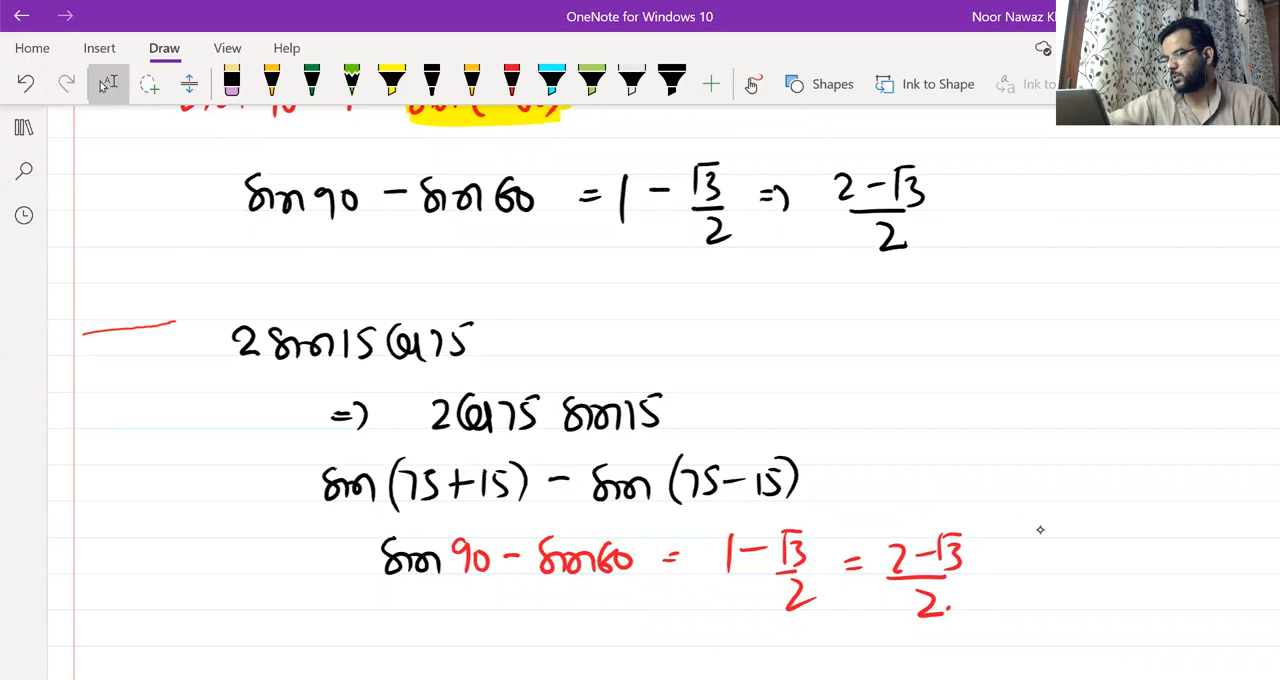 OneNote for Windows 10
Noor Nawaz
Home Insert Draw View Help
Shapes Ink to Shape Ink to
sin 90 - sin 60 = 1 - √3/2 => 2-√3/2
2 sin 15 Cos 75
=> 2 Cos 75 sin 15
sin (75+15) - sin (75-15)
sin 90 - sin 60 = 1 - √3/2 = 2-√3/2.